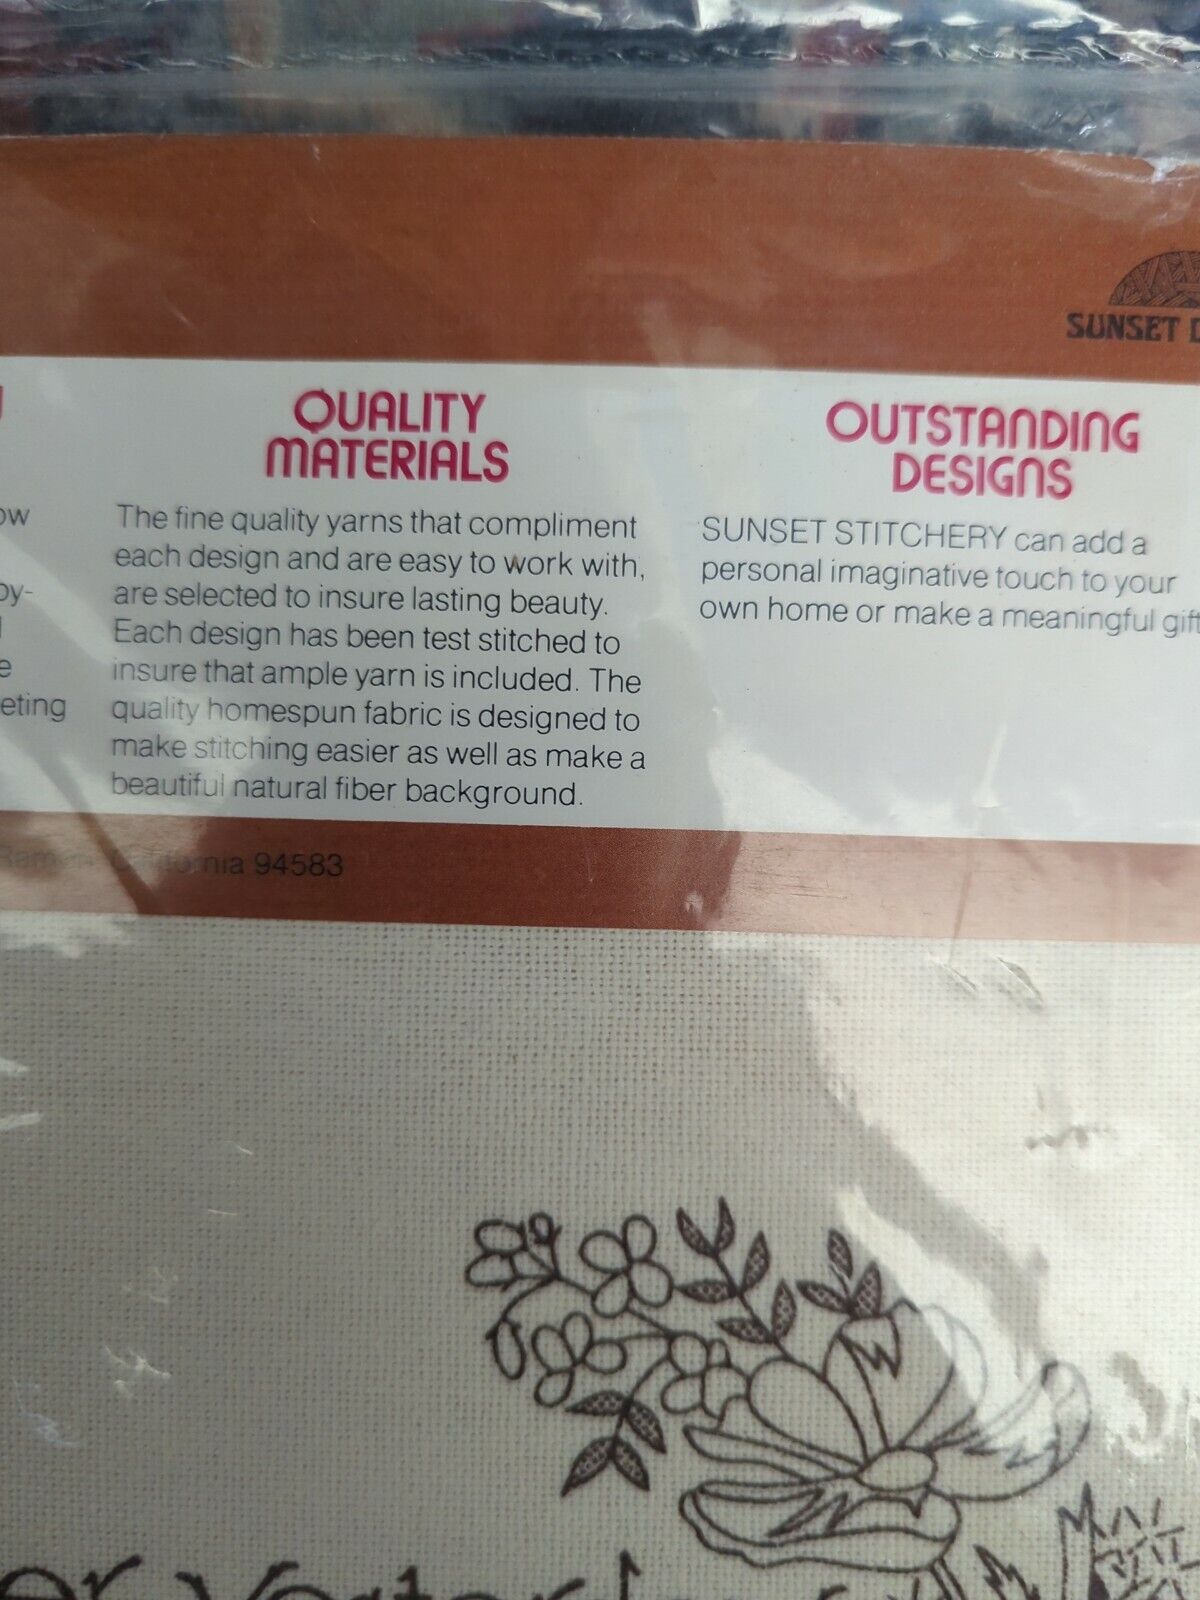 SUNSET
QUALITY
MATERIALS
The fine quality yarns that compliment
each design and are easy to work with,
are selected to insure lasting beauty.
Each design has been test stitched to
insure that ample yarn is included. The
quality homespun fabric is designed to
make stitching easier as well as make a
beautiful natural fiber background.
OUTSTANDING
DESIGNS
SUNSET STITCHERY can add a
personal imaginative touch to your
own home or make a meaningful gift
California 94583